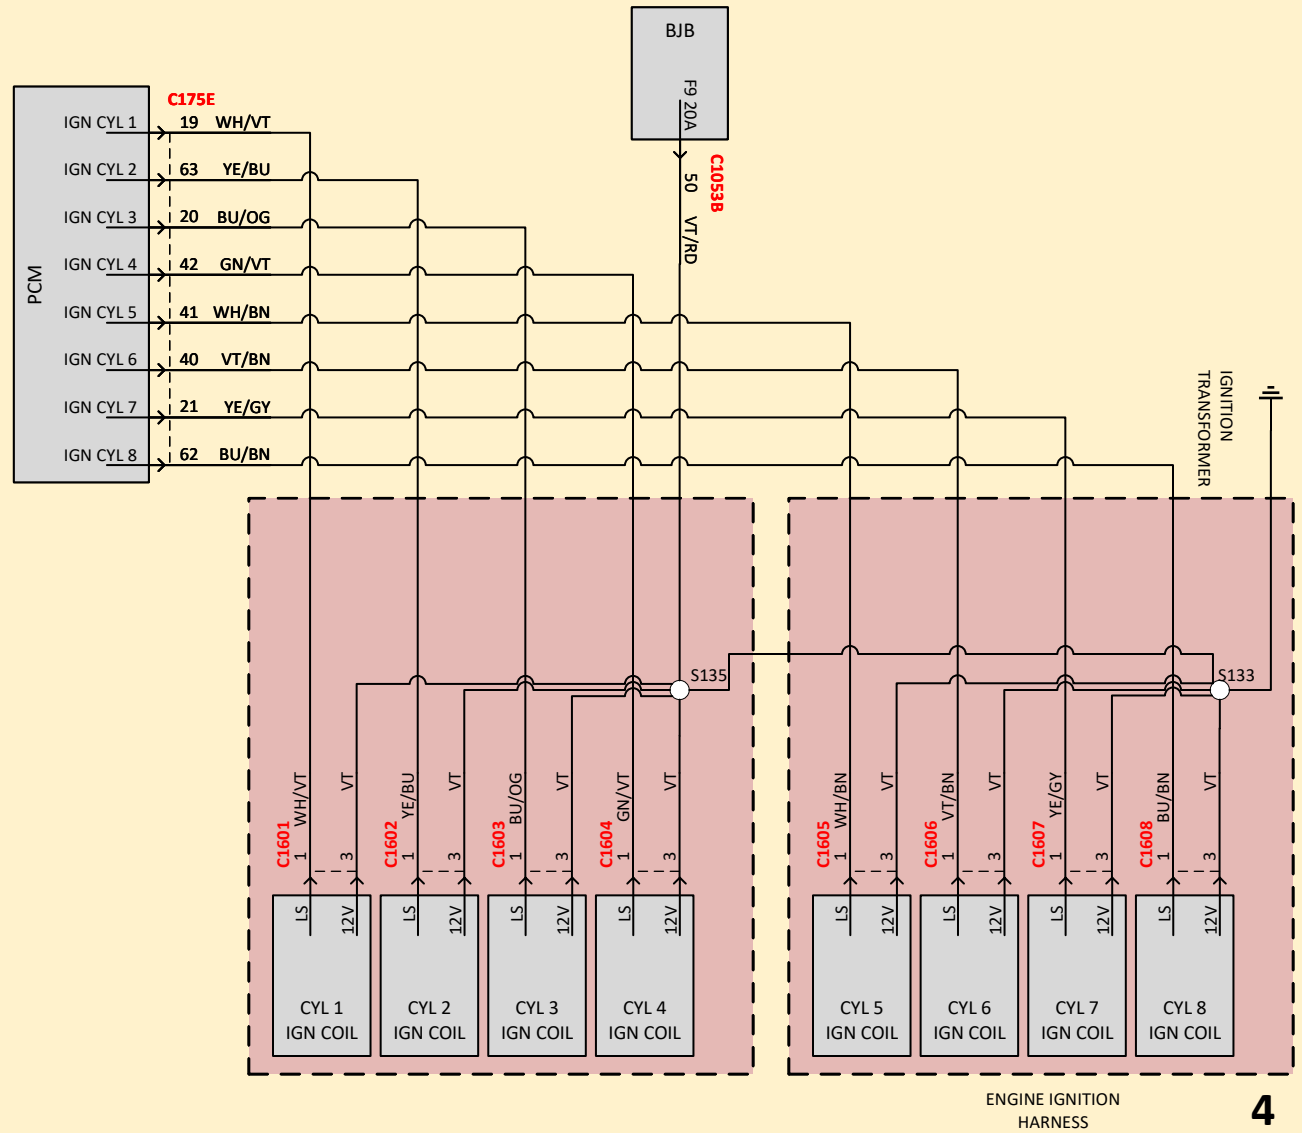 BJB
F9 20A
C1053B
50
VT/RD
PCM
C175E
IGN CYL 1
19 WH/VT
IGN CYL 2
63 YE/BU
IGN CYL 3
20 BU/OG
IGN CYL 4
42 GN/VT
IGN CYL 5
41 WH/BN
IGN CYL 6
40 VT/BN
IGN CYL 7
21 YE/GY
IGN CYL 8
62 BU/BN
IGNITION
TRANSFORMER
S135
S133
C1601
1
WH/VT
3
VT
C1602
1
YE/BU
3
VT
C1603
1
BU/OG
3
VT
C1604
1
GN/VT
3
VT
C1605
1
WH/BN
3
VT
C1606
1
VT/BN
3
VT
C1607
1
YE/GY
3
VT
C1608
1
BU/BN
3
VT
LS
12V
CYL 1
IGN COIL
LS
12V
CYL 2
IGN COIL
LS
12V
CYL 3
IGN COIL
LS
12V
CYL 4
IGN COIL
LS
12V
CYL 5
IGN COIL
LS
12V
CYL 6
IGN COIL
LS
12V
CYL 7
IGN COIL
LS
12V
CYL 8
IGN COIL
ENGINE IGNITION
HARNESS
4